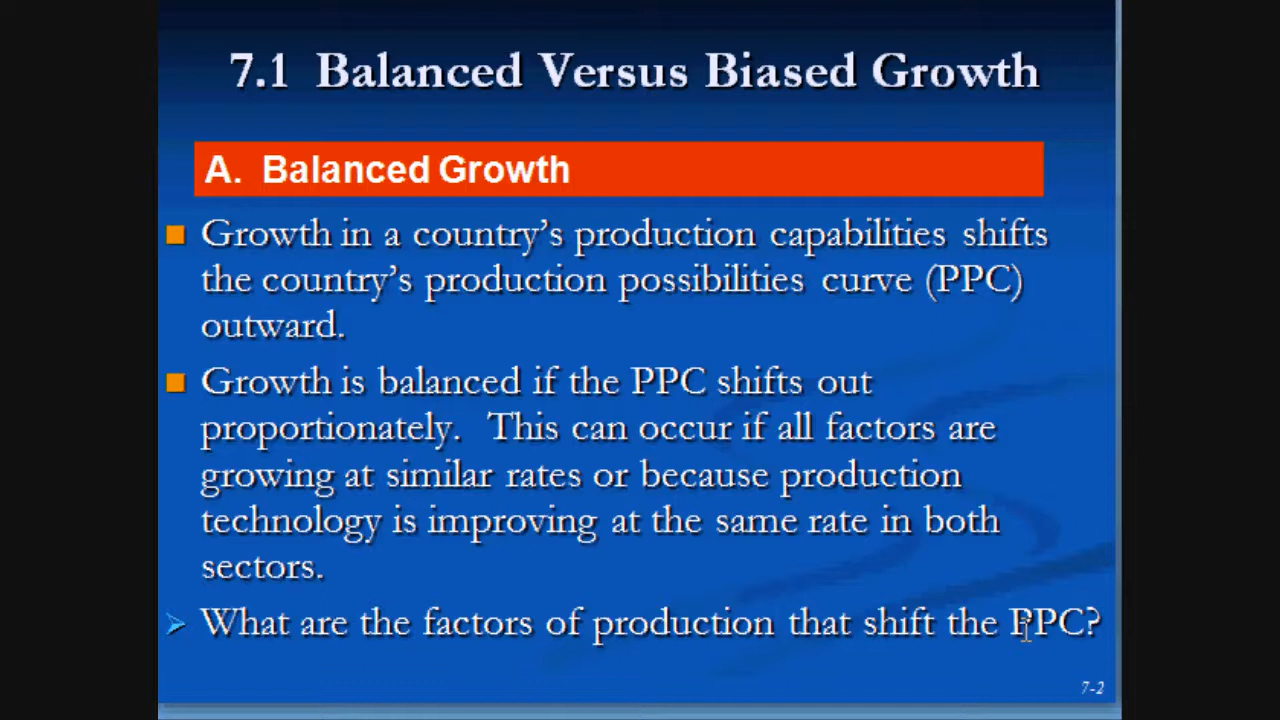 7.1 Balanced Versus Biased Growth
A. Balanced Growth
Growth in a country's production capabilities shifts
the country's production possibilities curve (PPC)
outward.
Growth is balanced if the PPC shifts out
proportionately. This can occur if all factors are
growing at similar rates or because production
technology is improving at the same rate in both
sectors.
What are the factors of production that shift the PPC?
7-2